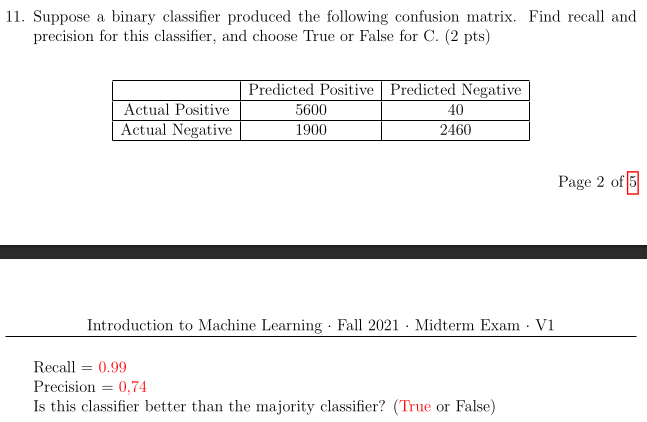 11. Suppose a binary classifier produced the following confusion matrix. Find recall and
precision for this classifier, and choose True or False for C. (2 pts)
Predicted Positive Predicted Negative
Actual Positive 5600 40
Actual Negative 1900 2460
Page 2 of 5
Introduction to Machine Learning · Fall 2021 · Midterm Exam · V1
Recall = 0.99
Precision = 0,74
Is this classifier better than the majority classifier? (True or False)